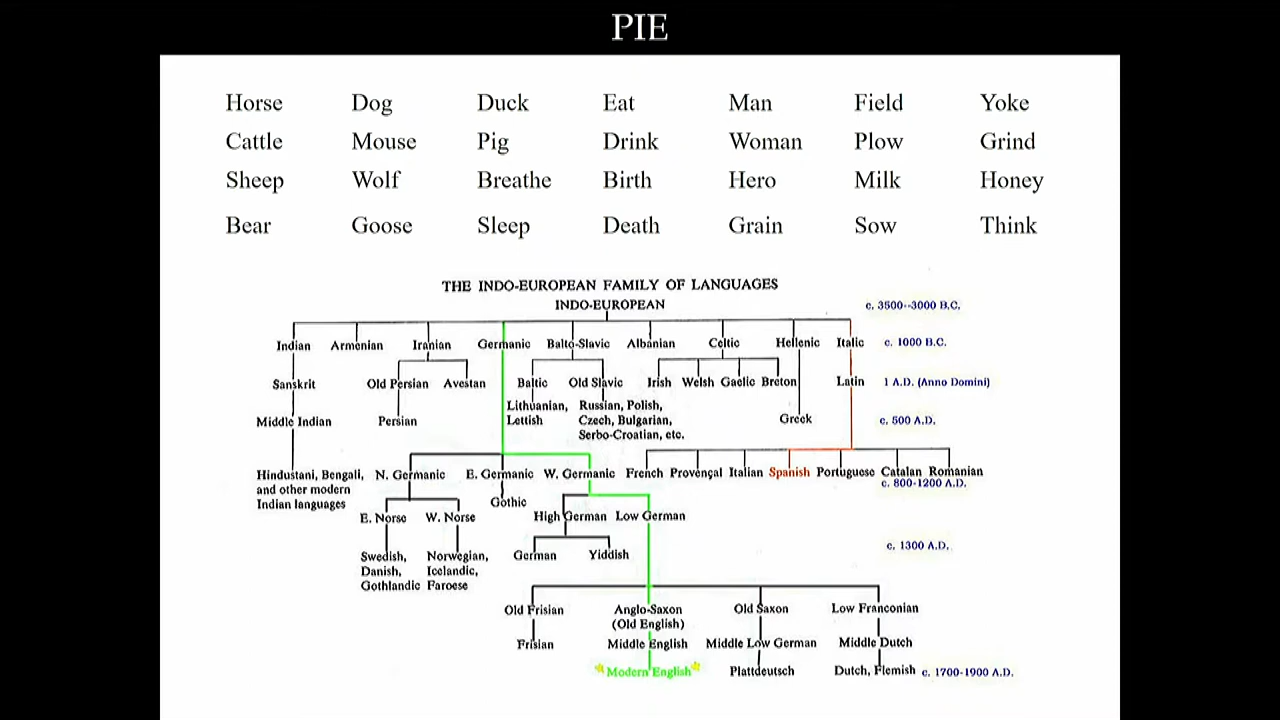 PIE
Horse Dog Duck Eat Man Field Yoke
Cattle Mouse Pig Drink Woman Plow Grind
Sheep Wolf Breathe Birth Hero Milk Honey
Bear Goose Sleep Death Grain Sow Think
THE INDO-EUROPEAN FAMILY OF LANGUAGES
INDO-EUROPEAN c. 3500--3000 B.C.
Indian Armenian Iranian Germanic Balto-Slavic Albanian Celtic Hellenic Italic c. 1000 B.C.
Sanskrit Old Persian Avestan Baltic Old Slavic Irish Welsh Gaelic Breton Latin 1 A.D. (Anno Domini)
Lithuanian, Russian, Polish,
Middle Indian Persian Lettish Czech, Bulgarian, Greek c. 500 A.D.
Serbo-Croatian, etc.
Hindustani, Bengali, N. Germanic E. Germanic W. Germanic French Provençal Italian Spanish Portuguese Catalan Romanian
and other modern c. 800-1200 A.D.
Indian languages Gothic
E. Norse W. Norse High German Low German
c. 1300 A.D.
Swedish, Norwegian, German Yiddish
Danish, Icelandic,
Gothlandic Faroese
Old Frisian Anglo-Saxon Old Saxon Low Franconian
(Old English)
Frisian Middle English Middle Low German Middle Dutch
*Modern English* Plattdeutsch Dutch, Flemish c. 1700-1900 A.D.